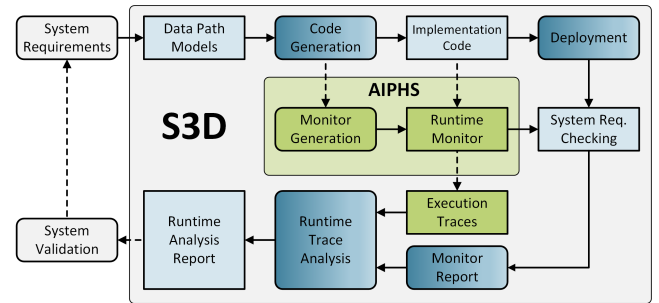 System
Requirements
Data Path
Models
Code
Generation
Implementation
Code
Deployment
AIPHS
S3D
Monitor
Generation
Runtime
Monitor
System Req.
Checking
Execution
Traces
Runtime
Analysis
Report
Runtime
Trace
Analysis
System
Validation
Monitor
Report